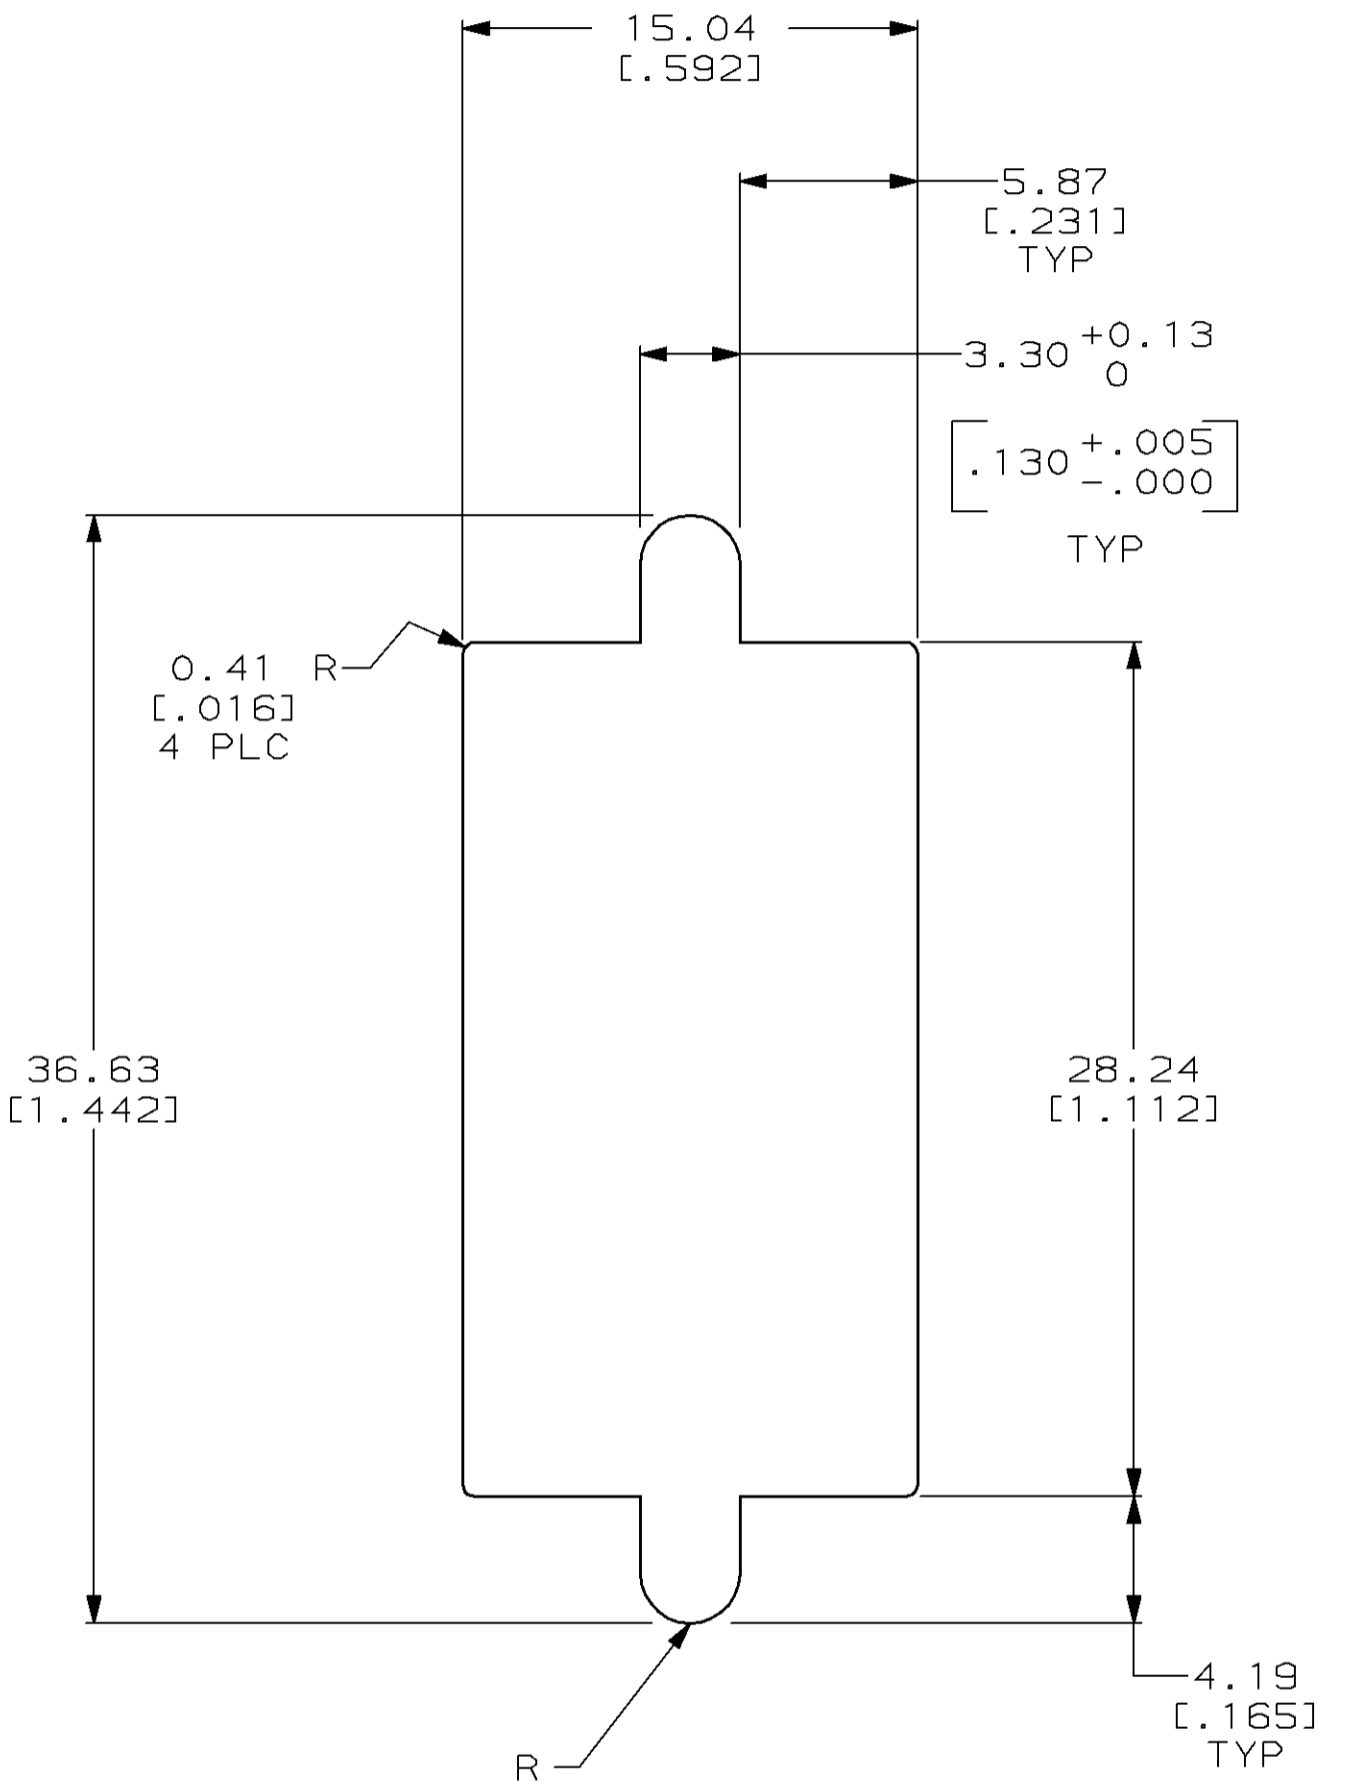 15.04
[.592]
5.87
[.231]
TYP
3.30 +0.13
0
.130 +.005
-.000
TYP
0.41 R
[.016]
4 PLC
36.63
[1.442]
28.24
[1.112]
4.19
[.165]
TYP
R